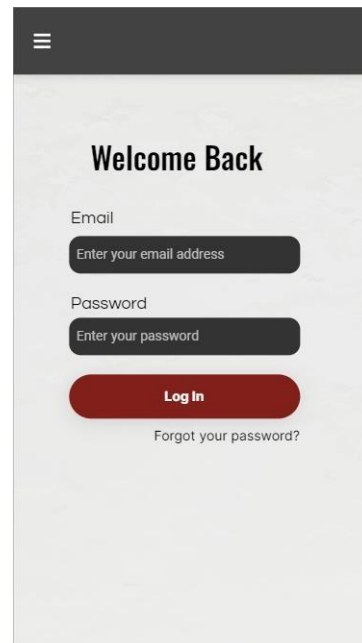 Welcome Back
Email
Enter your email address
Password
Enter your password
Log In
Forgot your password?